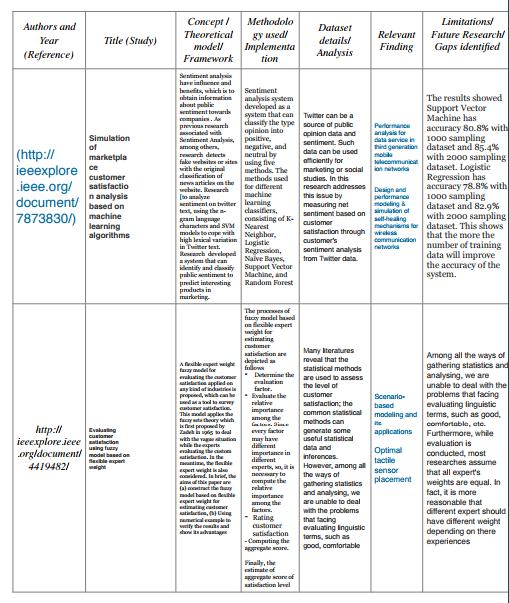 Authors and
Year
(Reference)
Title (Study)
Concept /
Theoretical
model/
Framework
Methodolo
gy used/
Implementa
tion
Dataset
details/
Analysis
Relevant
Finding
Limitations/
Future Research/
Gaps identified
(http://
ieeexplore
.ieee.org/
document/
7873830/)
Simulation
of
marketpla
ce
customer
satisfactio
n analysis
based on
machine
learning
algorithms
Sentiment analysis
have influence and
benefits, which is to
obtain information
about public
sentiment towards
companies . As
previous research
associated with
Sentiment Analysis,
among others,
research detects
fake websites or sites
with the original
classification of
news articles on the
website. Research
[to analyze
sentiment on twitter
text, using the n-
gram language
characters and SVM
models to cope with
high lexical variation
in Twitter text.
Research developed
a system that can
identify and classify
public sentiment to
predict interesting
products in
marketing.
Sentiment
analysis system
developed as a
system that can
classify the type
opinion into
positive,
negative, and
neutral by
using five
methods. The
methods used
for different
machine
learning
classifiers,
consisting of K-
Nearest
Neighbor,
Logistic
Regression,
Naïve Bayes,
Support Vector
Machine, and
Random Forest
Twitter can be a
source of public
opinion data and
sentiment. Such
data can be used
efficiently for
marketing or social
studies. In this research
addresses
this issue by
measuring net
sentiment based on
customer
satisfaction through
customer's
sentiment analysis
from Twitter data.
Performance
analysis for
data service in
third generation
mobile
telecommunicat
ion networks
Design and
performance
modeling &
simulation of
self-healing
mechanisms for
wireless
communication
networks
The results showed
Support Vector
Machine has
accuracy 80.8% with
1000 sampling
dataset and 85.4%
with 2000 sampling
dataset. Logistic
Regression has
accuracy 78.8% with
1000 sampling
dataset and 82.9%
with 2000 sampling
dataset. This shows
that the more the
number of training
data will improve
the accuracy of the
system.
http://
ieeexplore.ieee
.org/document/
4419482/
Evaluating
customer
satisfaction
using fuzzy
model based on
flexible expert
weight
A flexible expert weight
fuzzy model for
evaluating the customer
satisfaction applied on
any kind of industries is
proposed, which can be
used as a tool to survey
customer satisfaction.
This model applies the
fuzzy sets theory which
is first proposed by
Zadeh in 1965 to deal
with the vague situation
while the experts
evaluating the custom
satisfaction. In the
meantime, the flexible
expert weight is also
considered. In brief, the
aims of this paper are
(a) construct the fuzzy
model based on flexible
expert weight for
estimating customer
satisfaction, (b) Using
numerical example to
verify the results and
show its advantages
The processes of
fuzzy model based
on flexible expert
weight for
estimating
customer
satisfaction are
depicted as
follows
- Determine the
evaluation
factor.
- Evaluate the
relative
importance
among the
factors. Since
every factor
may have
different
importance in
different
experts, so, it is
necessary to
compute the
relative
importance
among the
factors.
- Rating
customer
satisfaction
- Computing the
aggregate score.
Finally, the
estimate of
aggregate score of
satisfaction level
Many literatures
reveal that the
statistical methods
are used to assess
the level of
customer
satisfaction; the
common statistical
methods can
generate some
useful statistical
data and
inferences.
However, among all
the ways of
gathering statistics
and analysing, we
are unable to deal
with the problems
that facing
evaluating linguistic
terms, such as
good, comfortable
Scenario-
based
modeling and
its
applications
Optimal
tactile
sensor
placement
Among all the ways of
gathering statistics and
analysing, we are
unable to deal with the
problems that facing
evaluating linguistic
terms, such as good,
comfortable, etc.
Furthermore, while
evaluation is
conducted, most
researches assume
that all expert's
weights are equal. In
fact, it is more
reasonable that
different expert should
have different weight
depending on there
experiences